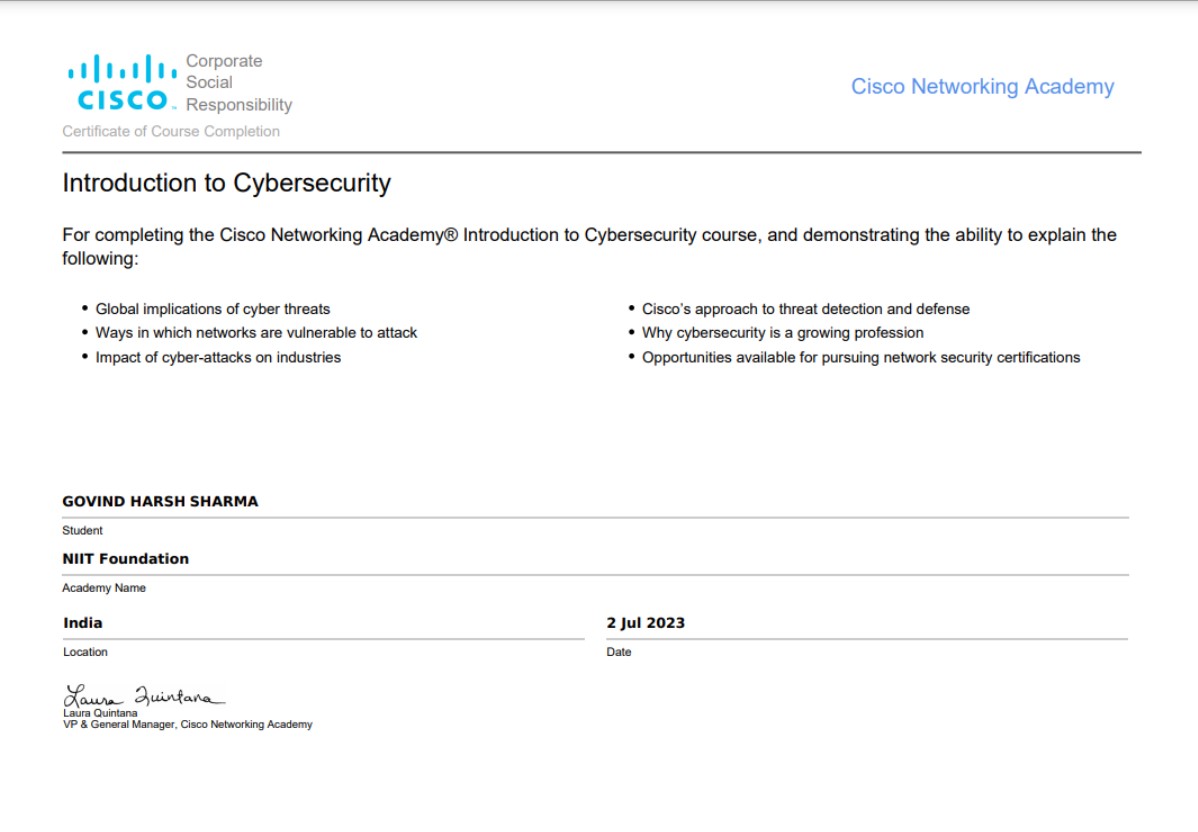 Corporate
Social
Responsibility
CISCO™
Cisco Networking Academy
Certificate of Course Completion
Introduction to Cybersecurity
For completing the Cisco Networking Academy® Introduction to Cybersecurity course, and demonstrating the ability to explain the
following:
• Global implications of cyber threats
• Ways in which networks are vulnerable to attack
• Impact of cyber-attacks on industries
• Cisco's approach to threat detection and defense
• Why cybersecurity is a growing profession
• Opportunities available for pursuing network security certifications
GOVIND HARSH SHARMA
Student
NIIT Foundation
Academy Name
India
Location
2 Jul 2023
Date
Laura Quintana
Laura Quintana
VP & General Manager, Cisco Networking Academy